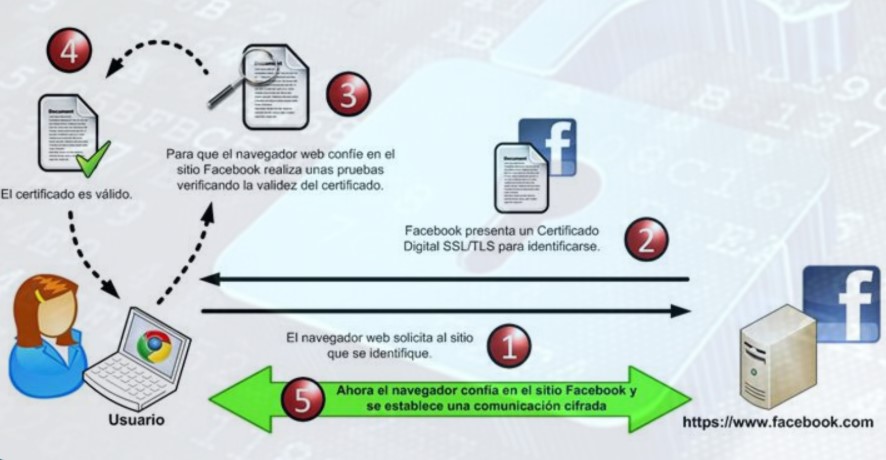 4
3
Document
Document
Para que el navegador web confíe en el
sitio Facebook realiza unas pruebas
verificando la validez del certificado.
El certificado es válido.
Document
f
Facebook presenta un Certificado
Digital SSL/TLS para identificarse.
2
f
El navegador web solicita al sitio
que se identifique.
1
5
Ahora el navegador confía en el sitio Facebook y
se establece una comunicación cifrada
Usuario
https://www.facebook.com